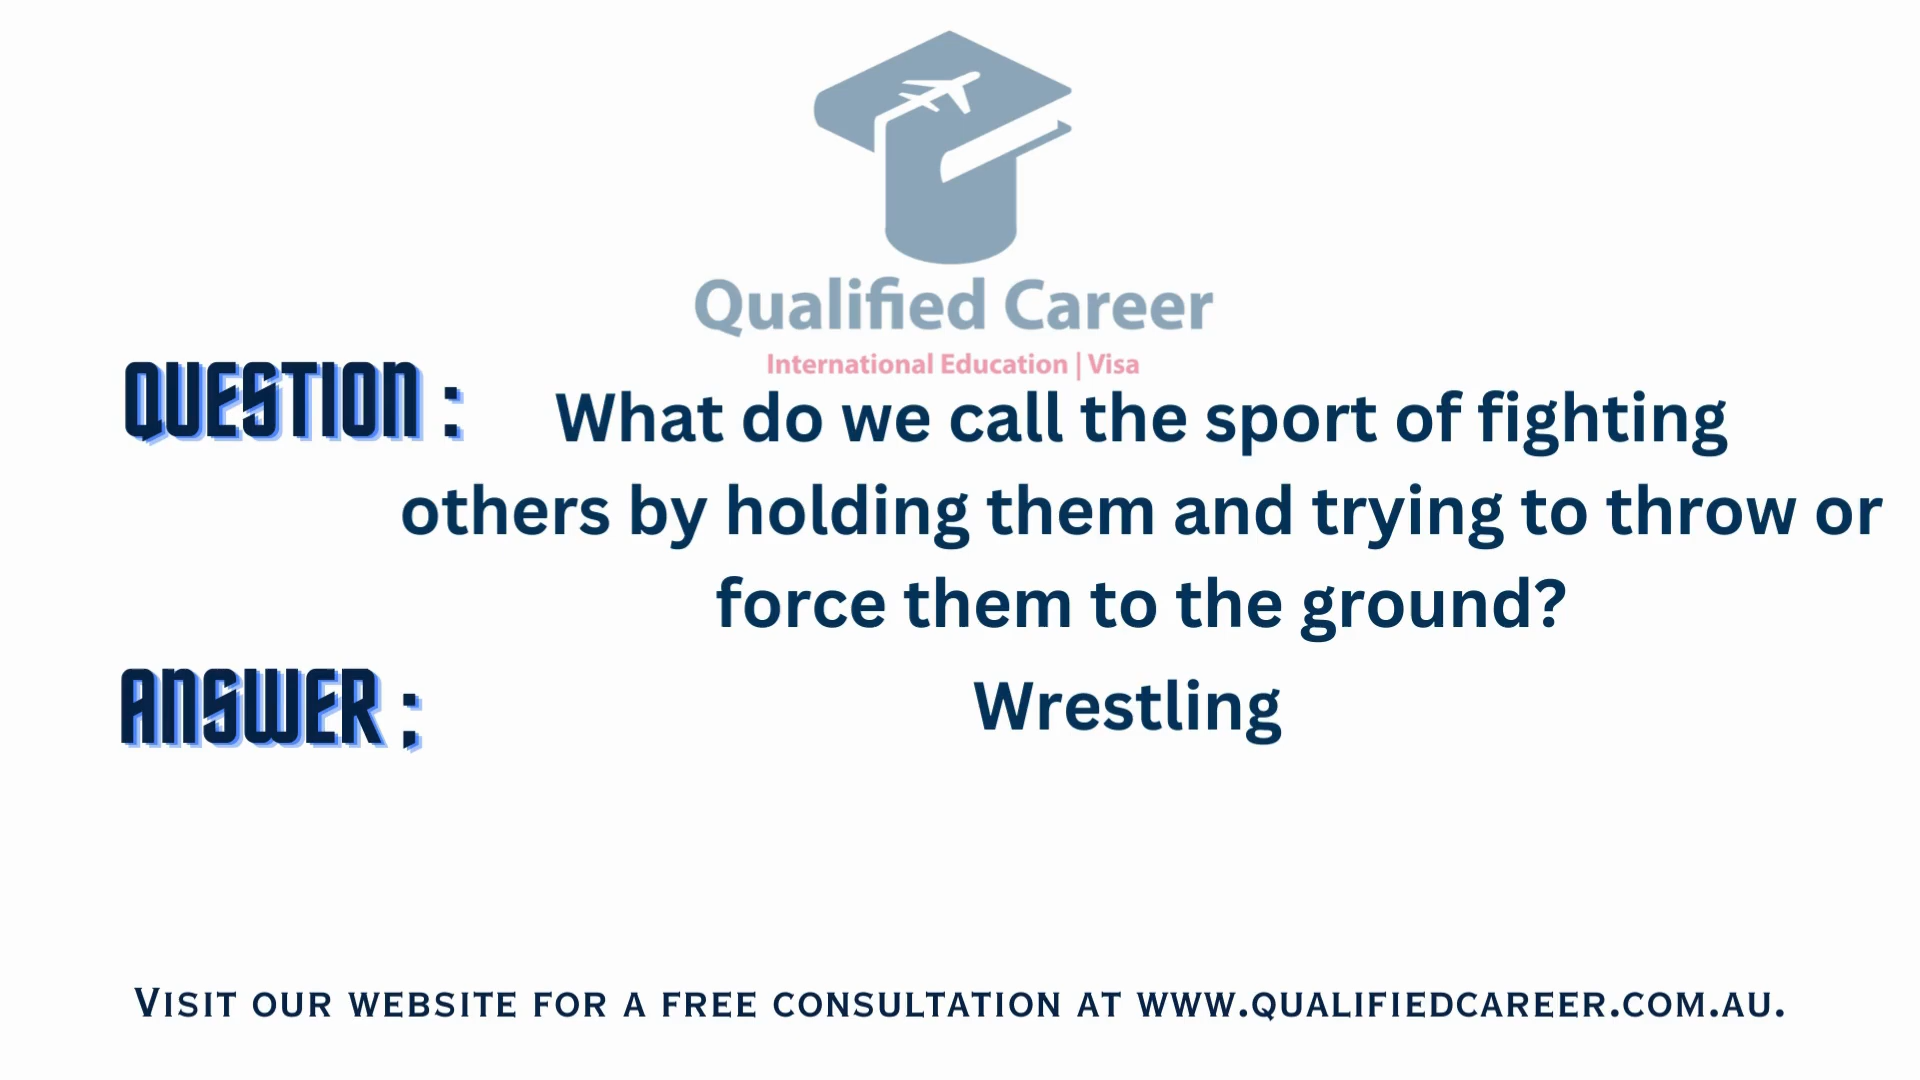 Qualified Career
International Education | Visa
QUESTION :
What do we call the sport of fighting
others by holding them and trying to throw or
force them to the ground?
ANSWER ;
Wrestling
VISIT OUR WEBSITE FOR A FREE CONSULTATION AT WWW.QUALIFIEDCAREER.COM.AU.